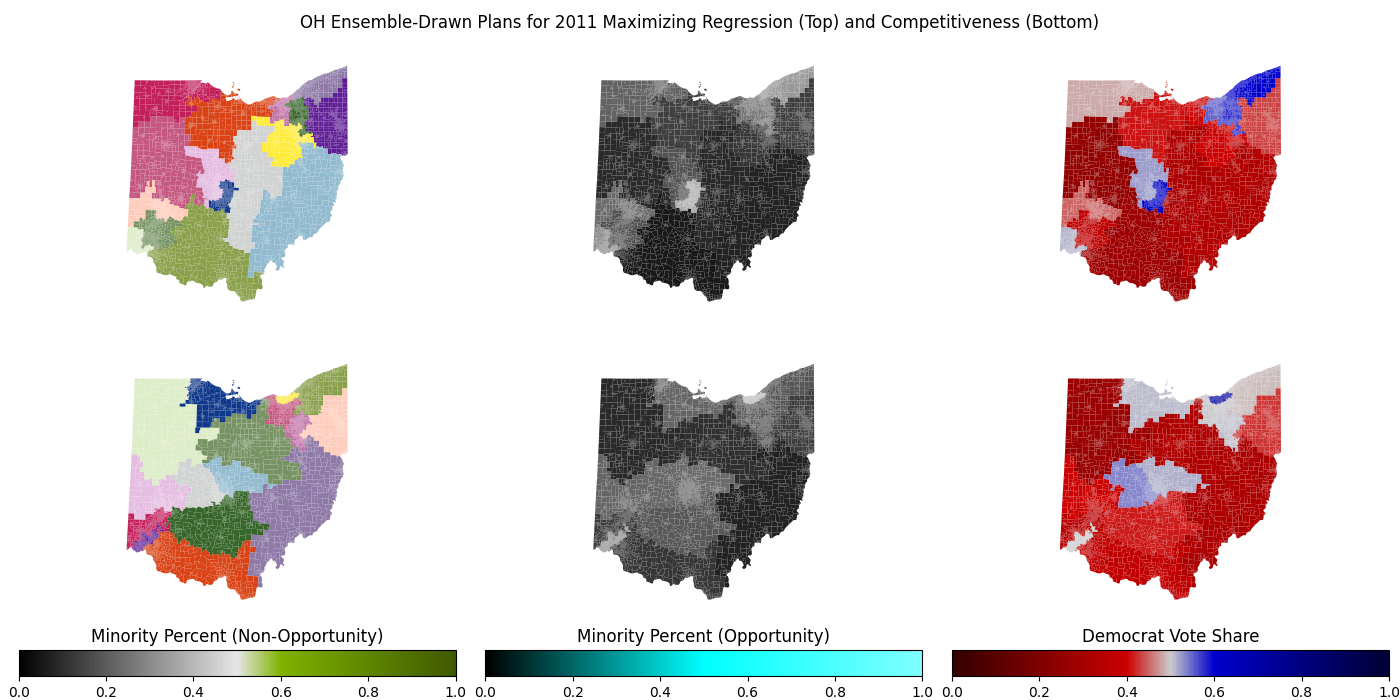 OH Ensemble-Drawn Plans for 2011 Maximizing Regression (Top) and Competitiveness (Bottom)
Minority Percent (Non-Opportunity)
0.0 0.2 0.4 0.6 0.8 1.0
Minority Percent (Opportunity)
0.0 0.2 0.4 0.6 0.8 1.0
Democrat Vote Share
0.0 0.2 0.4 0.6 0.8 1.0